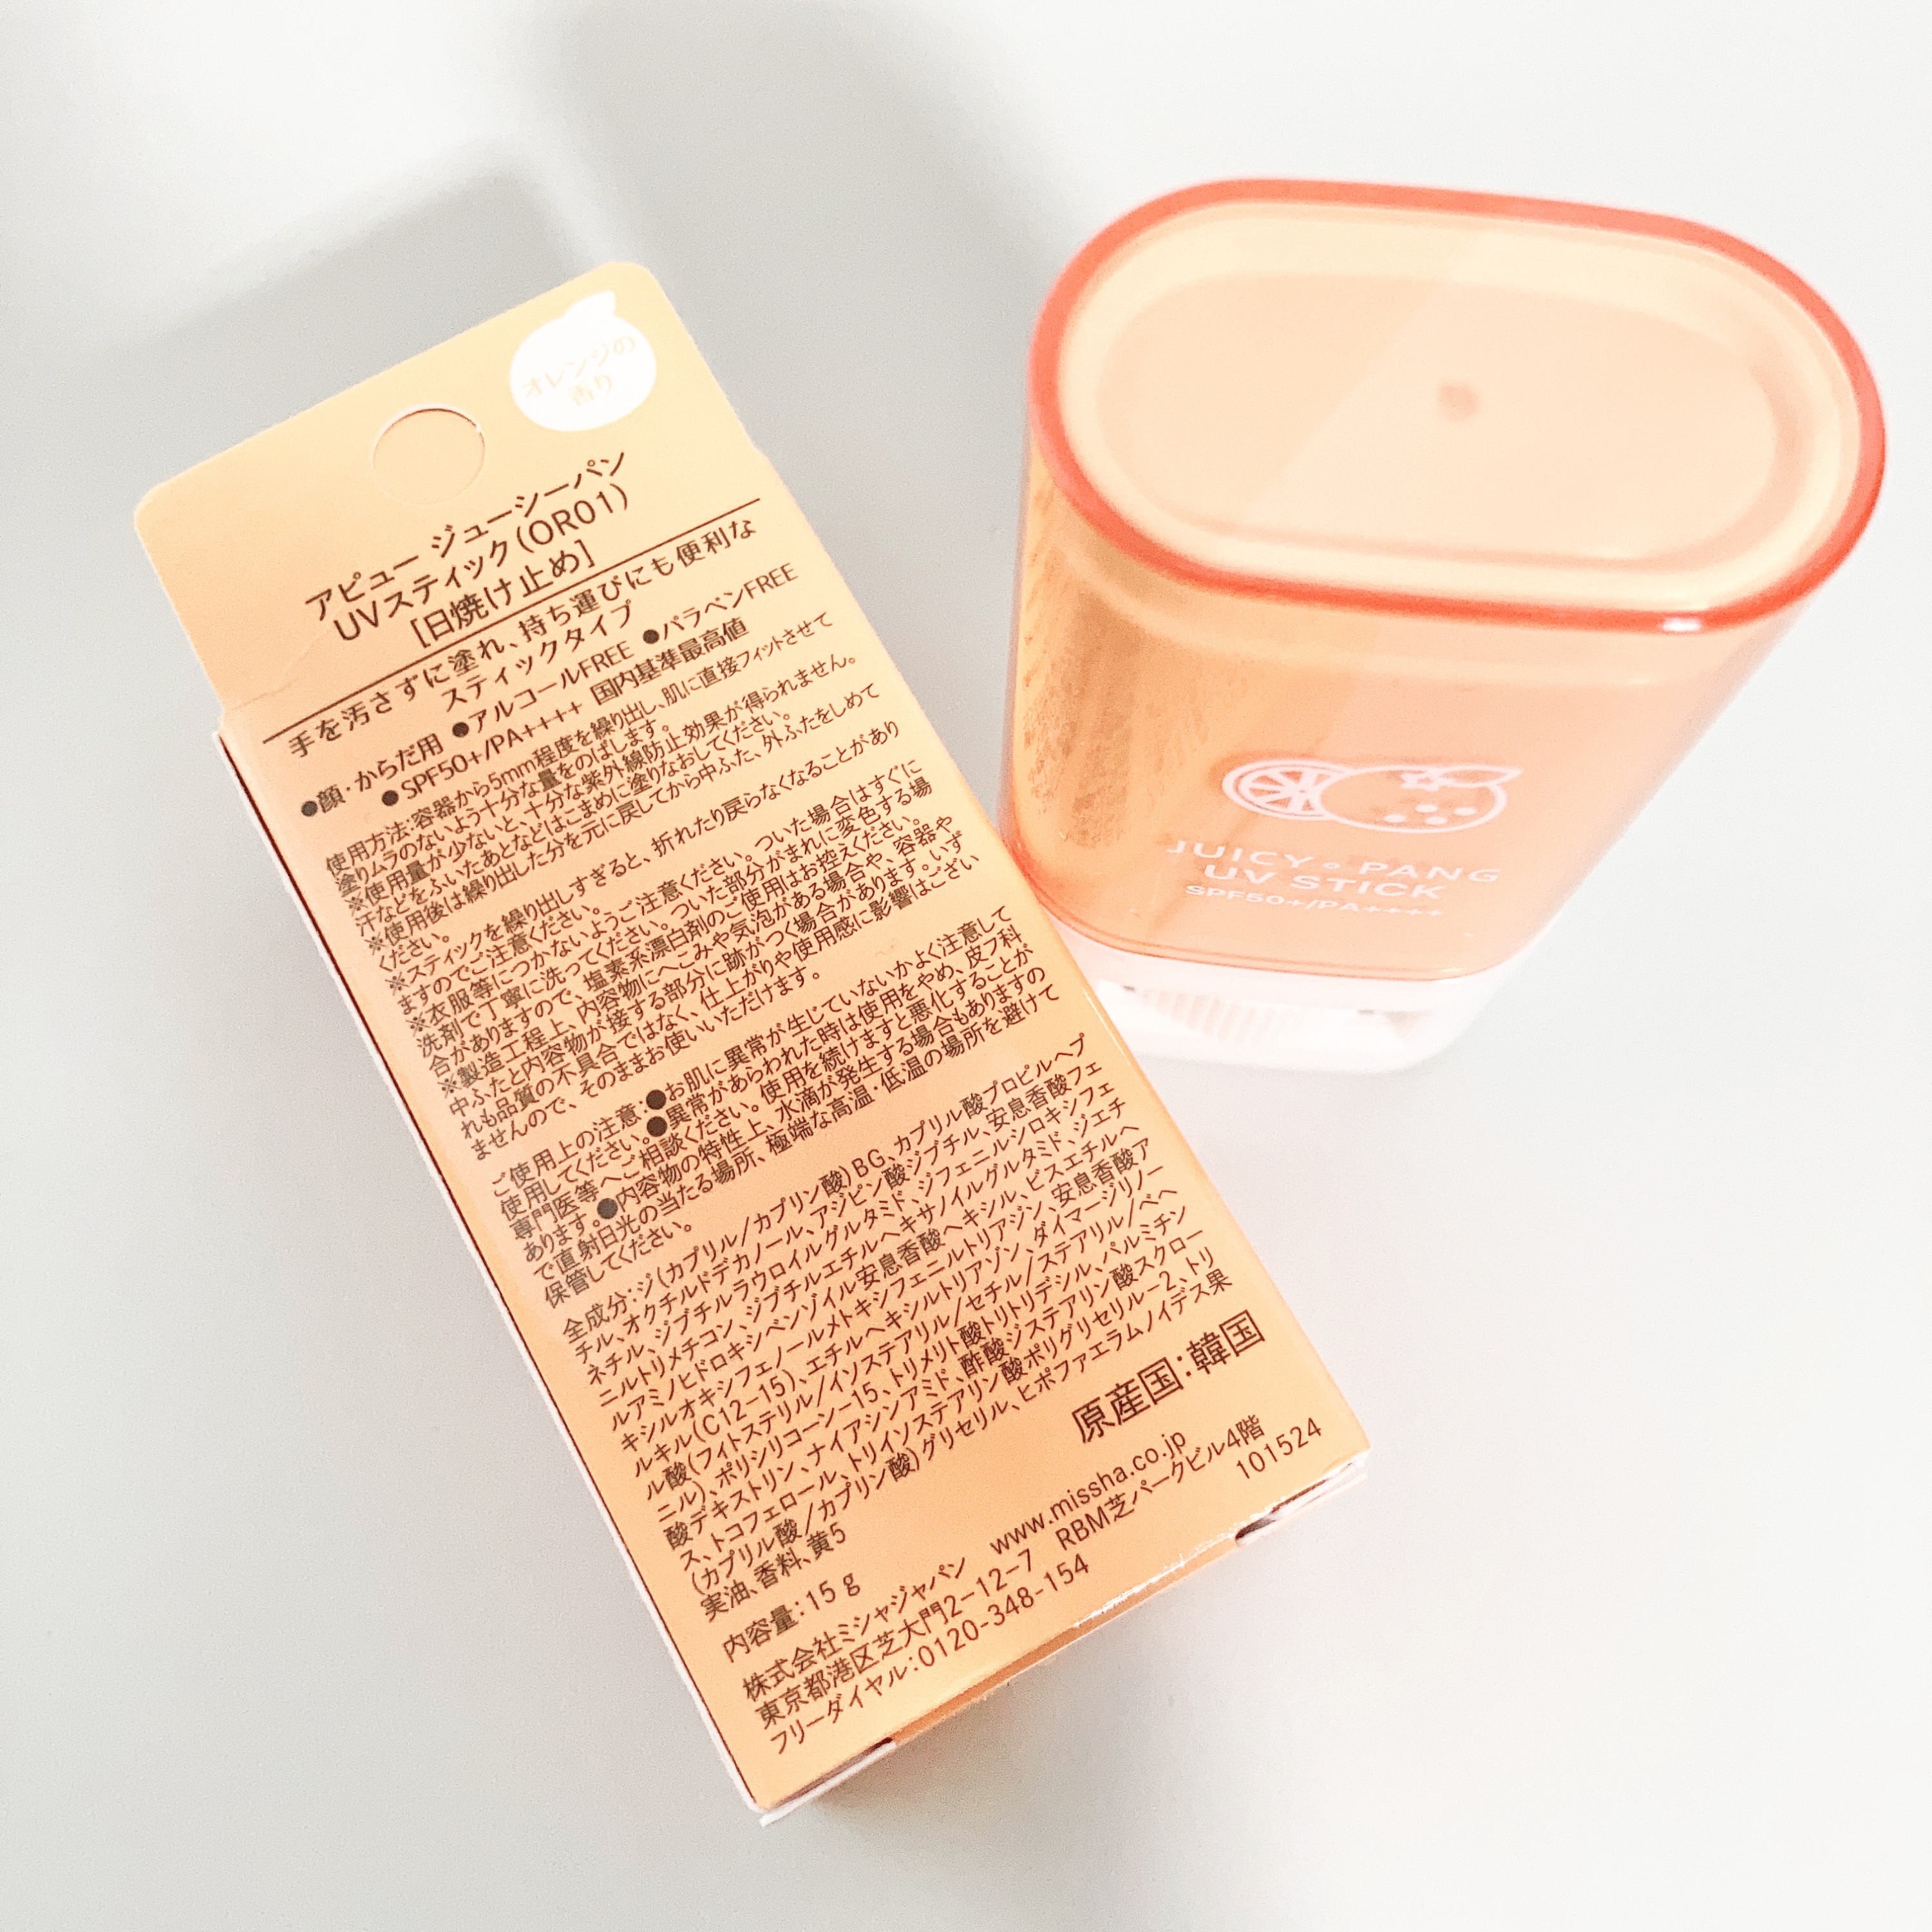 オレンジの
香り
アピュー ジューシーパン
UVスティック(OR01)
[日焼け止め]
手を汚さずに塗れ、持ち運びにも便利な
スティックタイプ
●顔・からだ用 ●アルコールFREE ●パラベンFREE
●SPF50+/PA++++ 国内基準最高値
使用方法:容器から5mm程度を繰り出し、肌に直接フィットさせて
塗りムラのないよう十分な量をのばします。
※使用量が少ないと、十分な紫外線防止効果が得られません。
汗などをふいたあとなどはこまめに塗りなおしてください。
※使用後は繰り出した分を元に戻してから中ふた、外ふたをしめて
ください。
※スティックを繰り出しすぎると、折れたり戻らなくなることがあり
ますのでご注意ください。
※衣服等につかないようご注意ください。ついた場合はすぐに
洗剤で丁寧に洗ってください。ついた部分がまれに変色する場
合がありますので、塩素系漂白剤のご使用はお控えください。
※製造工程上、内容物にへこみや気泡がある場合や、容器や
中ふたと内容物が接する部分に跡がつく場合があります。いず
れも品質の不具合ではなく、仕上がりや使用感に影響はござい
ませんので、そのままお使いいただけます。
ご使用上の注意:●お肌に異常が生じていないかよく注意して
使用してください。●異常があらわれた時は使用をやめ、皮フ科
専門医等へご相談ください。使用を続けますと悪化することが
あります。●内容物の特性上、水滴が発生する場合もありますの
で直射日光の当たる場所、極端な高温・低温の場所を避けて
保管してください。
全成分:ジ(カプリル/カプリン酸)BG、カプリル酸プロピルヘプ
チル、オクチルドデカノール、アジピン酸ジブチル、安息香酸フェ
ネチル、ジブチルラウロイルグルタミド、ジフェニルシロキシフェ
ニルトリメチコン、ジブチルエチルヘキサノイルグルタミド、ジエチ
ルアミノヒドロキシベンゾイル安息香酸ヘキシル、ビスエチルヘ
キシルオキシフェノールメトキシフェニルトリアジン、安息香酸ア
ルキル(C12-15)、エチルヘキシルトリアゾン、ダイマージリノー
ル酸(フィトステリル/イソステアリル/セチル/ステアリル/ベヘ
ニル)、ポリシリコーン-15、トリメリト酸トリトリデシル、パルミチン
酸デキストリン、ナイアシンアミド、酢酸ジステアリン酸スクロー
ス、トコフェロール、トリイソステアリン酸ポリグリセリル-2、トリ
(カプリル酸/カプリン酸)グリセリル、ヒポファエラムノイデス果
実油、香料、黄5
原産国:韓国
内容量:15 g
株式会社ミシャジャパン www.missha.co.jp
東京都港区芝大門2-12-7 RBM芝パークビル4階
フリーダイヤル:0120-348-154
101524
JUICY PANG
UV STICK
SPF50+/PA++++